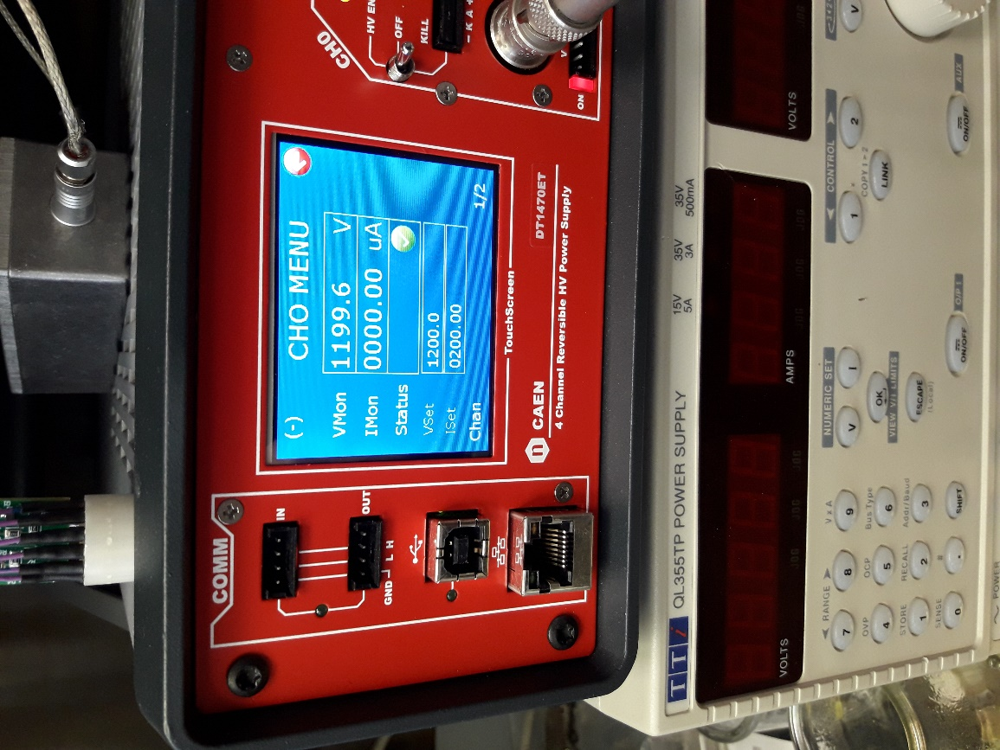 CH0
HV EN
OFF
KILL
ON
(-)
CH0 MENU
VMon 1199.6 V
IMon 0000.00 uA
Status
VSet 1200.0
ISet 0200.00
Chan 1/2
TouchScreen
n CAEN
DT1470ET
4 Channel Reversible HV Power Supply
COMM
IN
OUT
GND L H
TTi QL355TP POWER SUPPLY
15V 35V 35V
5A 3A 500mA
VOLTS
AMPS
VOLTS
RANGE
V x A
NUMERIC SET
CONTROL
7 8 9 V I 1 2
OVP OCP Bus Type
COPY 1 > 2
4 5 6 OK LINK
STORE RECALL Addr/Baud
VIEW V/I LIMITS
1 2 3 ESCAPE
(Local)
SENSE
0 . SHIFT
O/P 1
ON/OFF
AUX
ON/OFF
V
POWER